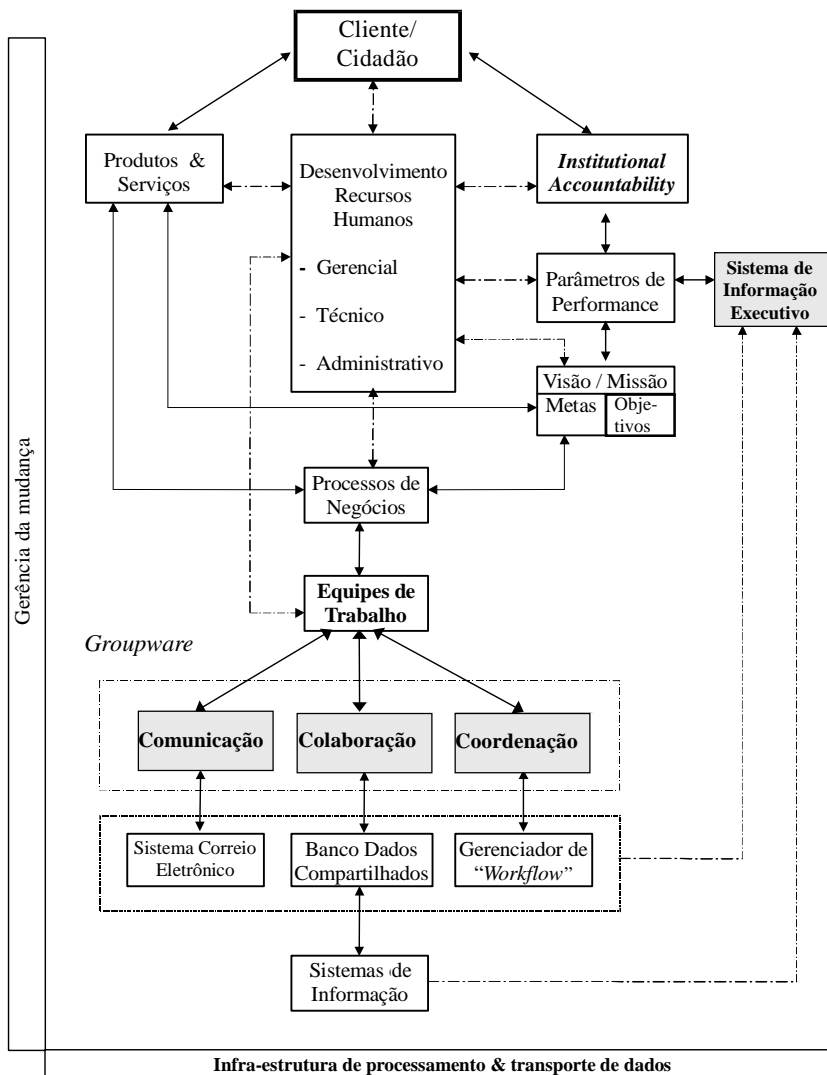 Cliente/
Cidadão
Produtos & 
Serviços
Desenvolvimento
Recursos
Humanos
- Gerencial
- Técnico
- Administrativo
Institutional
Accountability
Parâmetros de
Performance
Sistema de
Informação
Executivo
Visão / Missão
Metas
Obje-
tivos
Processos de
Negócios
Equipes de
Trabalho
Groupware
Comunicação
Colaboração
Coordenação
Sistema Correio
Eletrônico
Banco Dados
Compartilhados
Gerenciador de
“Workflow”
Sistemas de
Informação
Gerência da mudança
Infra-estrutura de processamento & transporte de dados